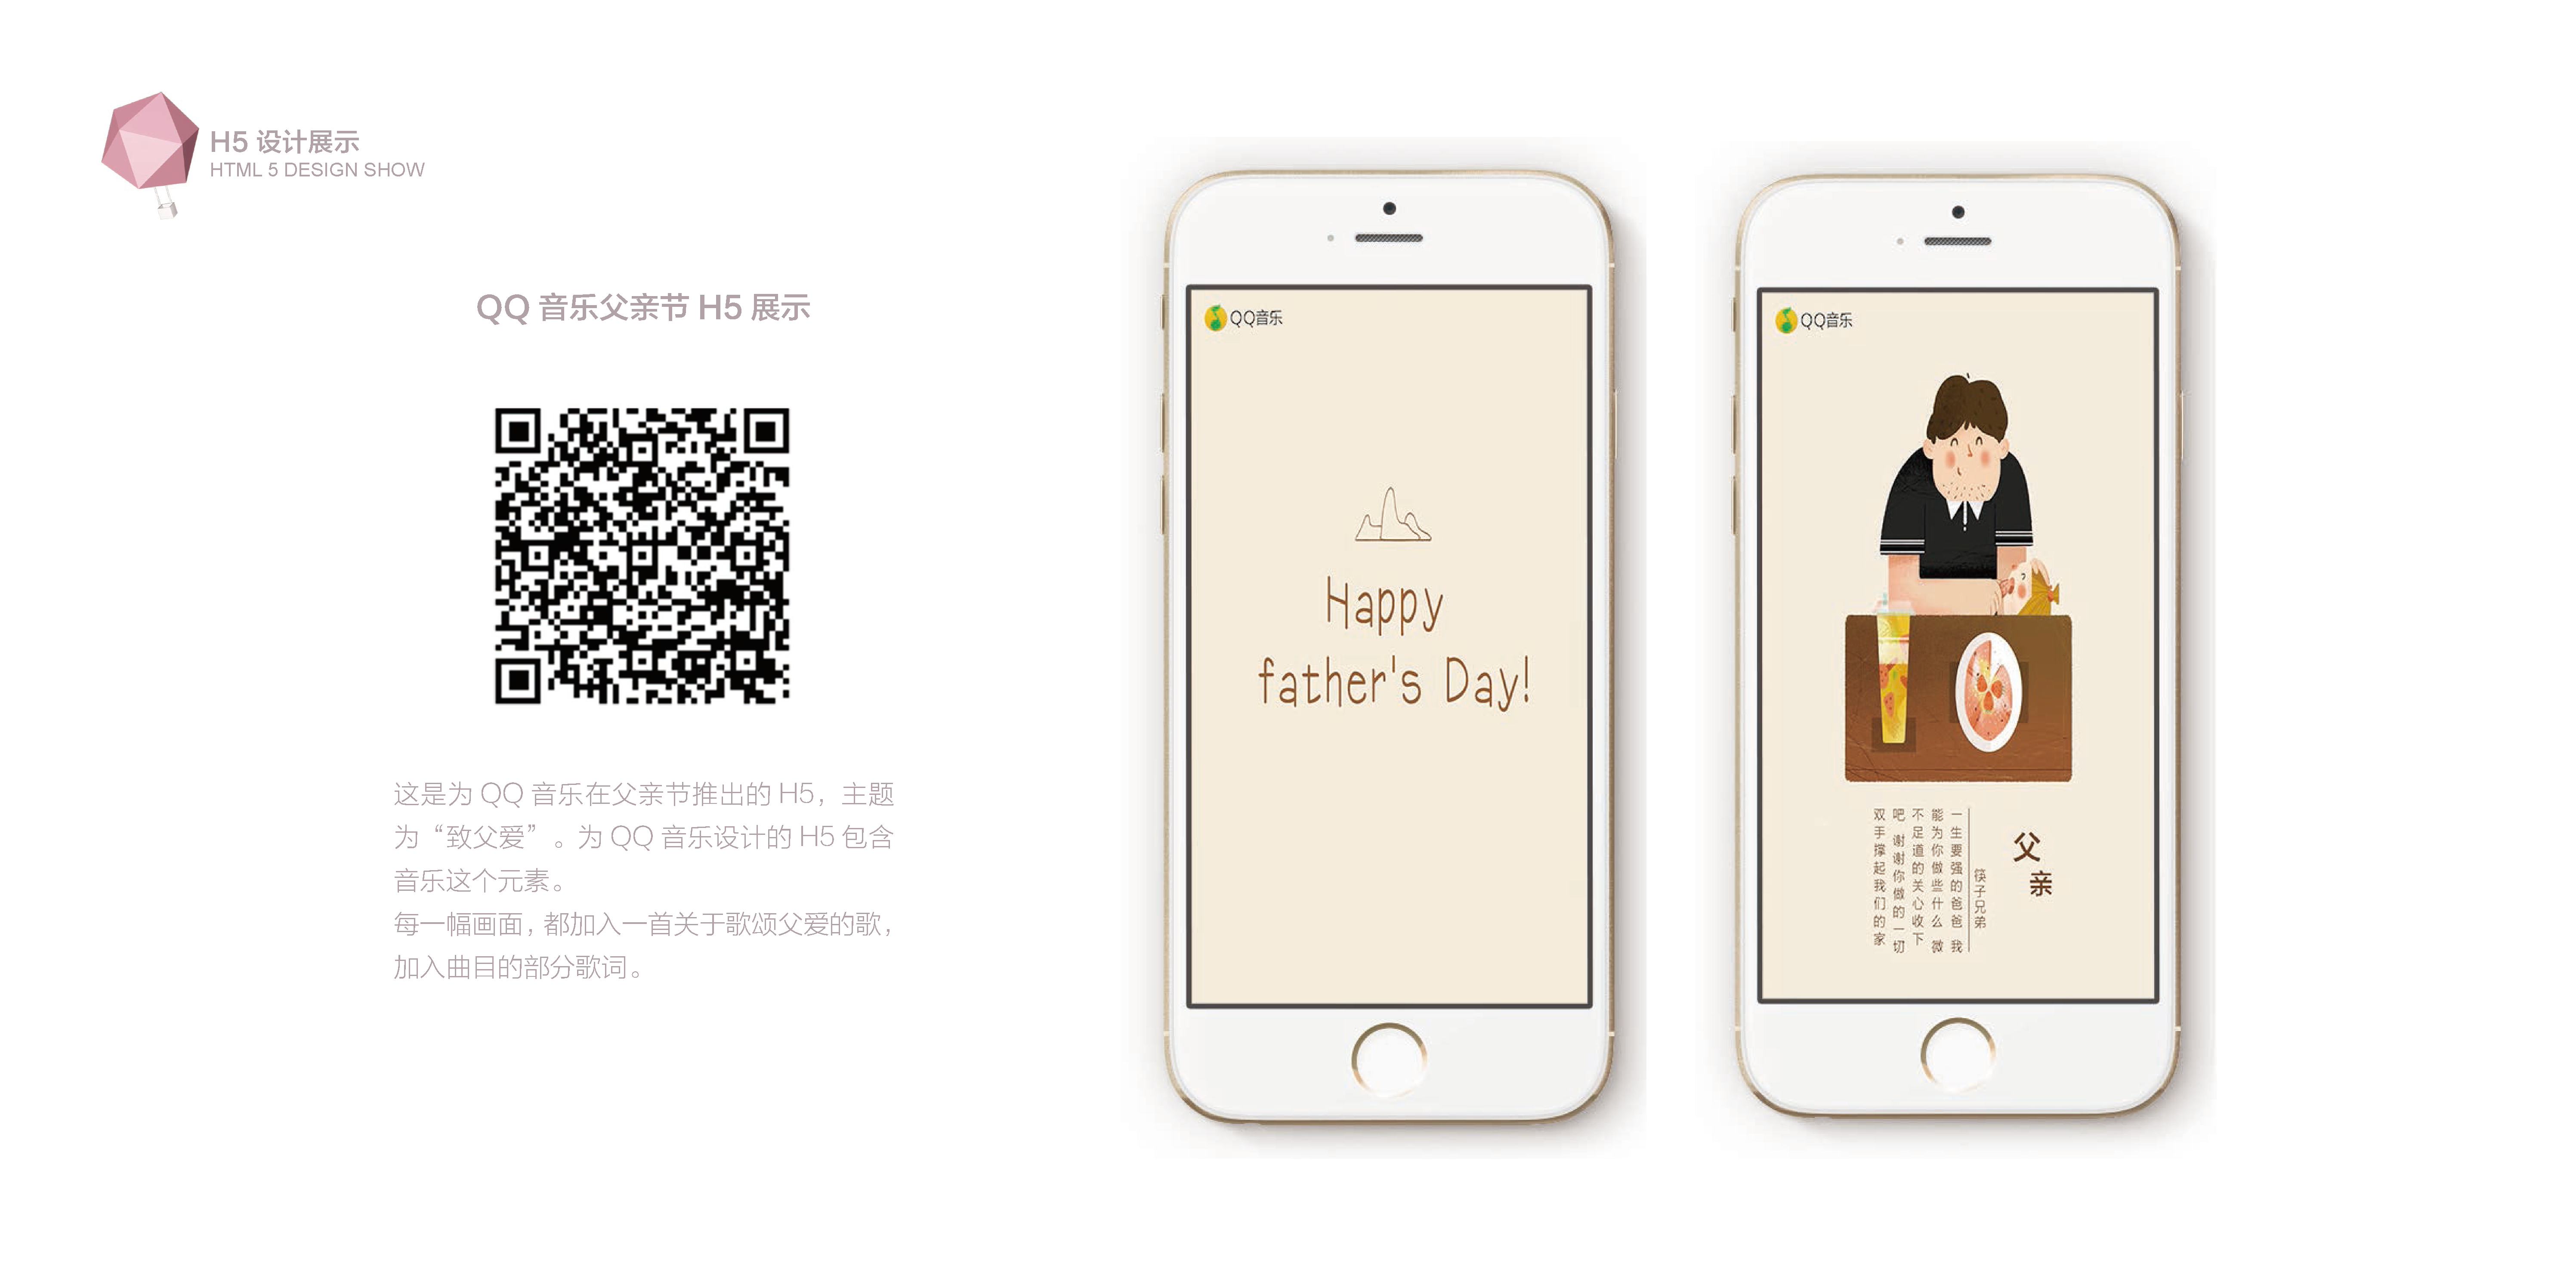 H5 设计展示
HTML 5 DESIGN SHOW
QQ 音乐父亲节 H5 展示
这是为 QQ 音乐在父亲节推出的 H5，主题
为“致父爱”。为 QQ 音乐设计的 H5 包含
音乐这个元素。
每一幅画面，都加入一首关于歌颂父爱的歌，
加入曲目的部分歌词。
QQ音乐
Happy
father's Day!
QQ音乐
父亲
筷子兄弟
一生要强的爸爸 我
能为你做些什么 微
不足道的关心收下
吧 谢谢你做的一切
双手撑起我们的家